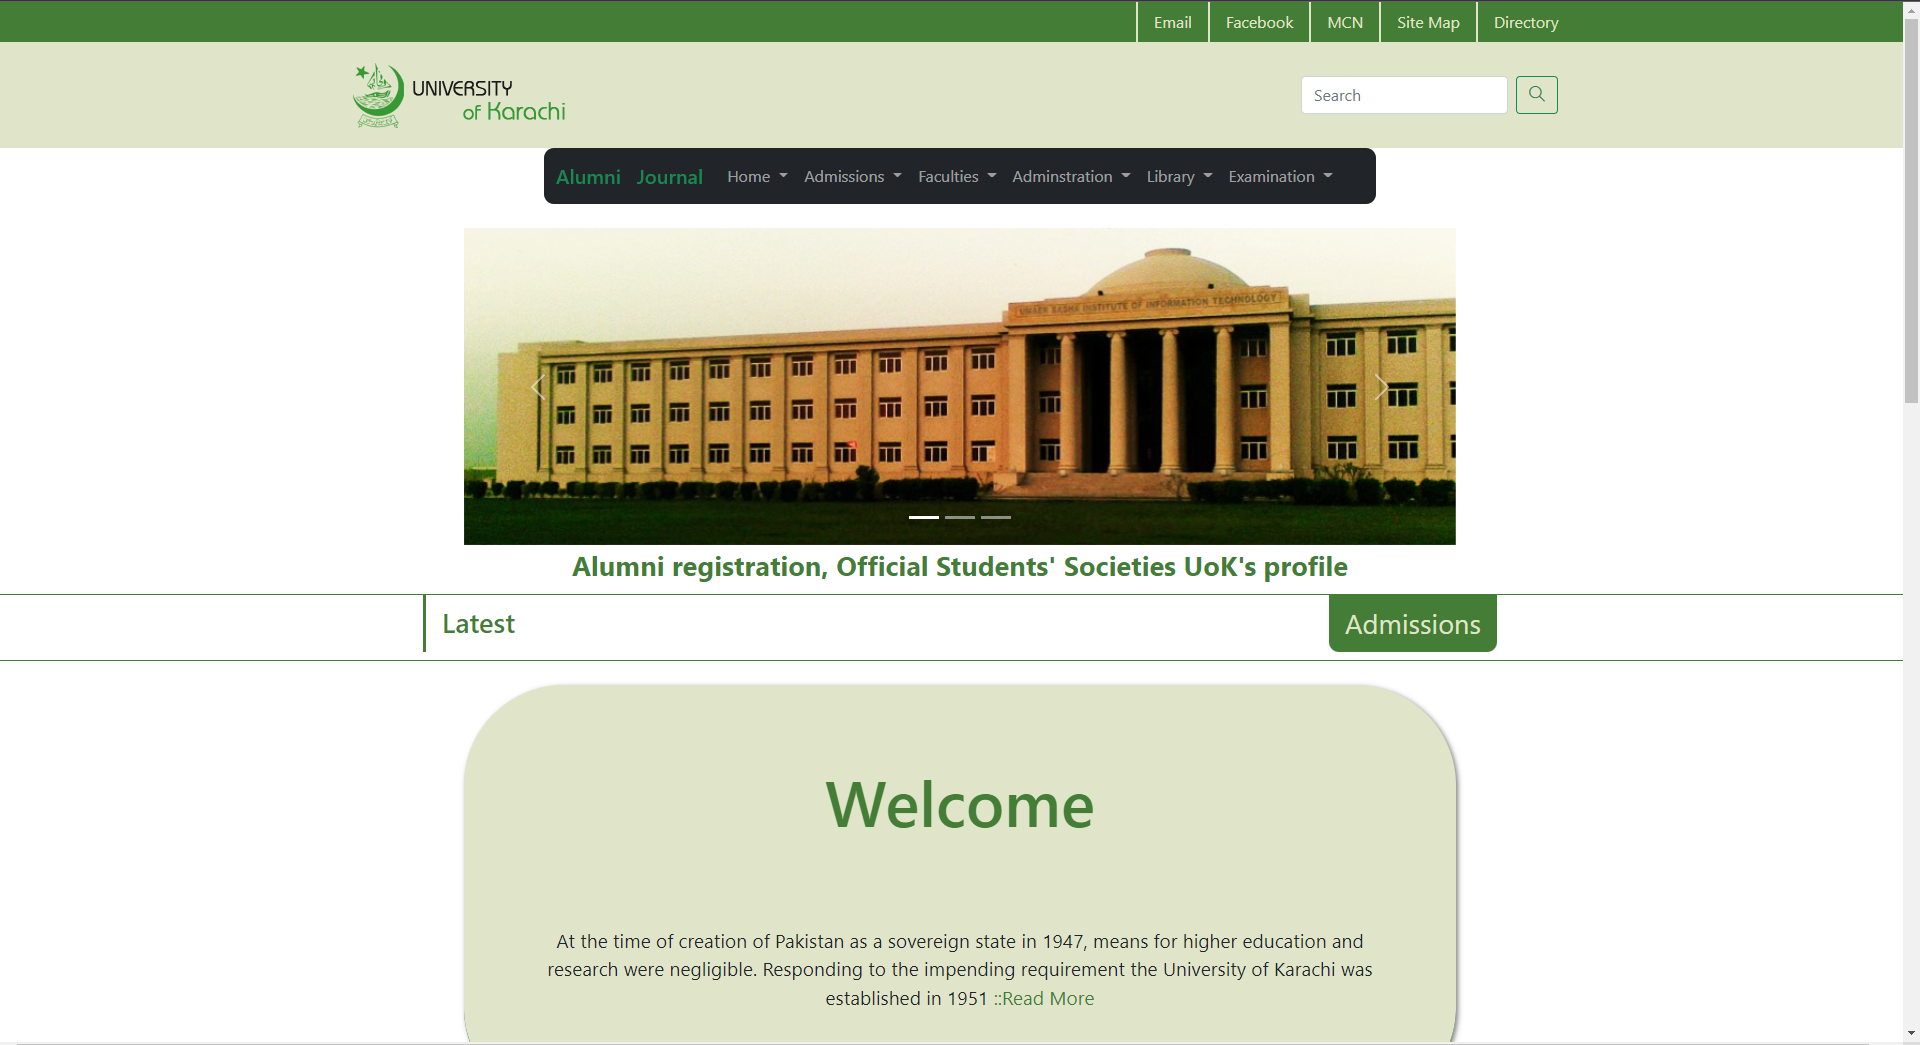 Email Facebook MCN Site Map Directory
UNIVERSITY
of Karachi
Search
Alumni Journal Home Admissions Faculties Adminstration Library Examination
UMAER BASHA INSTITUTE OF INFORMATION TECHNOLOGY
Alumni registration, Official Students' Societies UoK's profile
Latest
Admissions
Welcome
At the time of creation of Pakistan as a sovereign state in 1947, means for higher education and
research were negligible. Responding to the impending requirement the University of Karachi was
established in 1951 ::Read More